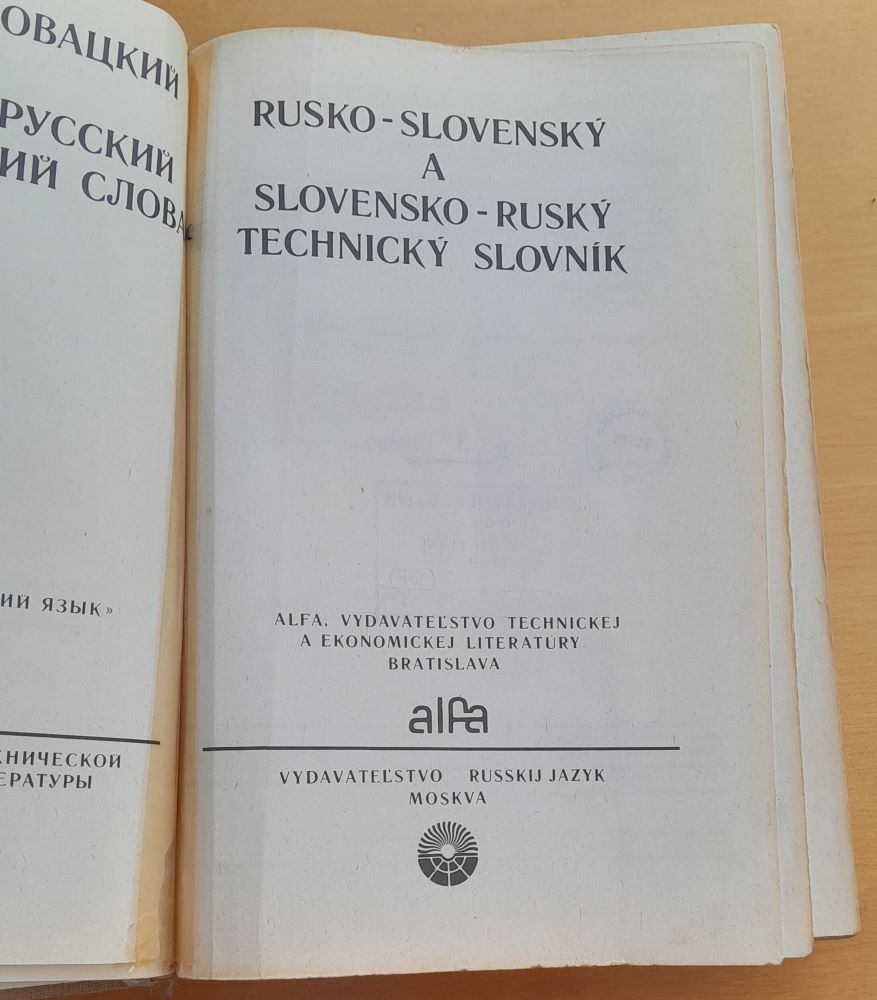 ОВАЦКИЙ
РУССКИЙ
ИЙ СЛОВА
ИЙ ЯЗЫК»
ХНИЧЕСКОЙ
ЕРАТУРЫ
RUSKO-SLOVENSKÝ
A
SLOVENSKO-RUSKÝ
TECHNICKÝ SLOVNÍK
ALFA, VYDAVATEĽSTVO TECHNICKEJ
A EKONOMICKEJ LITERATÚRY
BRATISLAVA
alfa
VYDAVATEĽSTVO RUSSKIJ JAZYK
MOSKVA